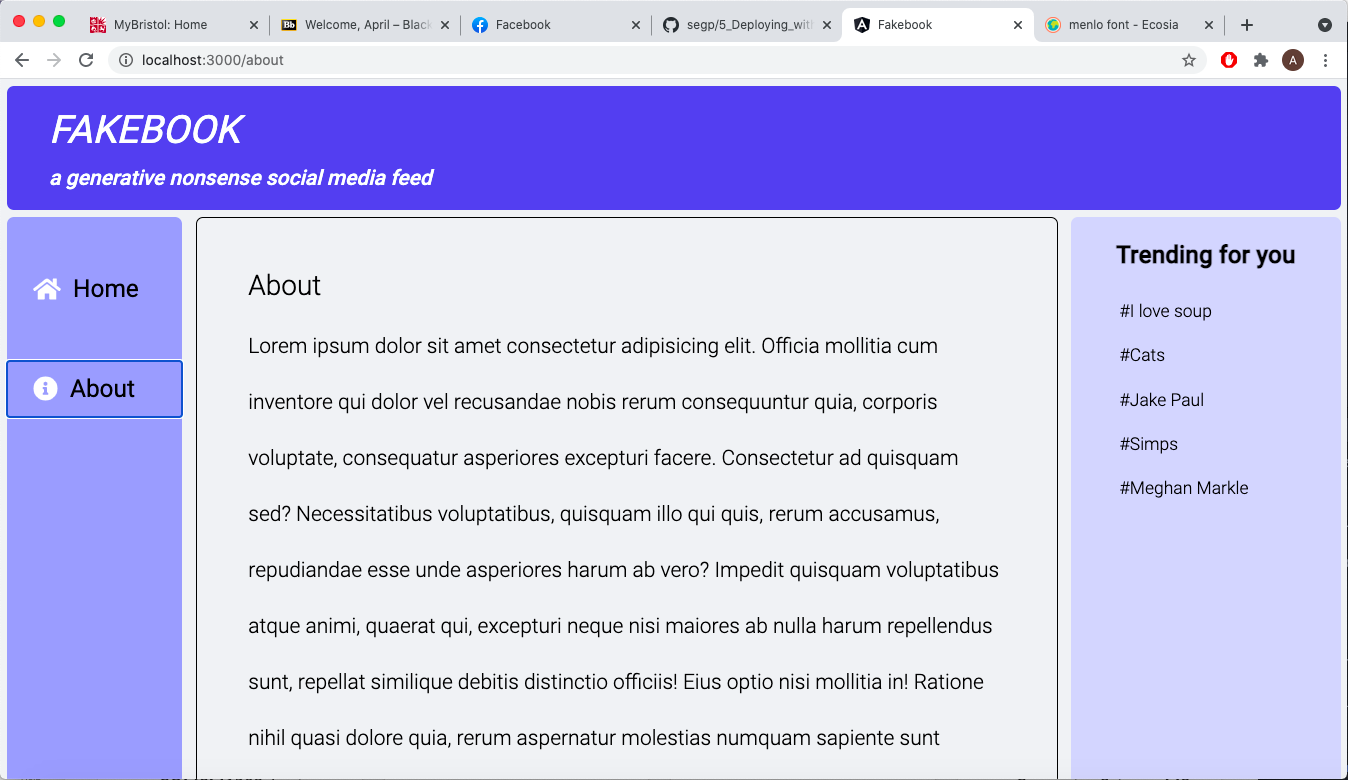 MyBristol: Home
Welcome, April – Black
Facebook
segp/5_Deploying_with
Fakebook
menlo font - Ecosia
localhost:3000/about
A
FAKEBOOK
a generative nonsense social media feed
Home
About
About
Lorem ipsum dolor sit amet consectetur adipisicing elit. Officia mollitia cum
inventore qui dolor vel recusandae nobis rerum consequuntur quia, corporis
voluptate, consequatur asperiores excepturi facere. Consectetur ad quisquam
sed? Necessitatibus voluptatibus, quisquam illo qui quis, rerum accusamus,
repudiandae esse unde asperiores harum ab vero? Impedit quisquam voluptatibus
atque animi, quaerat qui, excepturi neque nisi maiores ab nulla harum repellendus
sunt, repellat similique debitis distinctio officiis! Eius optio nisi mollitia in! Ratione
nihil quasi dolore quia, rerum aspernatur molestias numquam sapiente sunt
Trending for you
#I love soup
#Cats
#Jake Paul
#Simps
#Meghan Markle